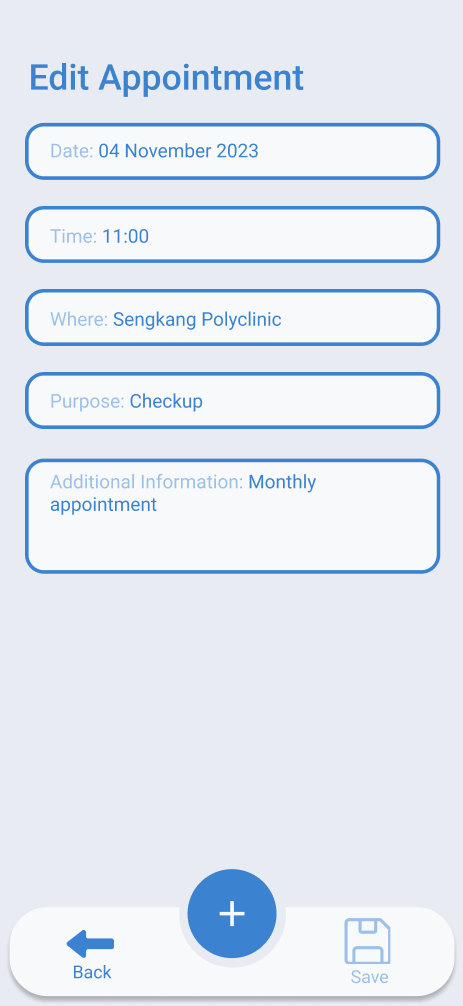 Edit Appointment
Date: 04 November 2023
Time: 11:00
Where: Sengkang Polyclinic
Purpose: Checkup
Additional Information: Monthly
appointment
+
Back
Save